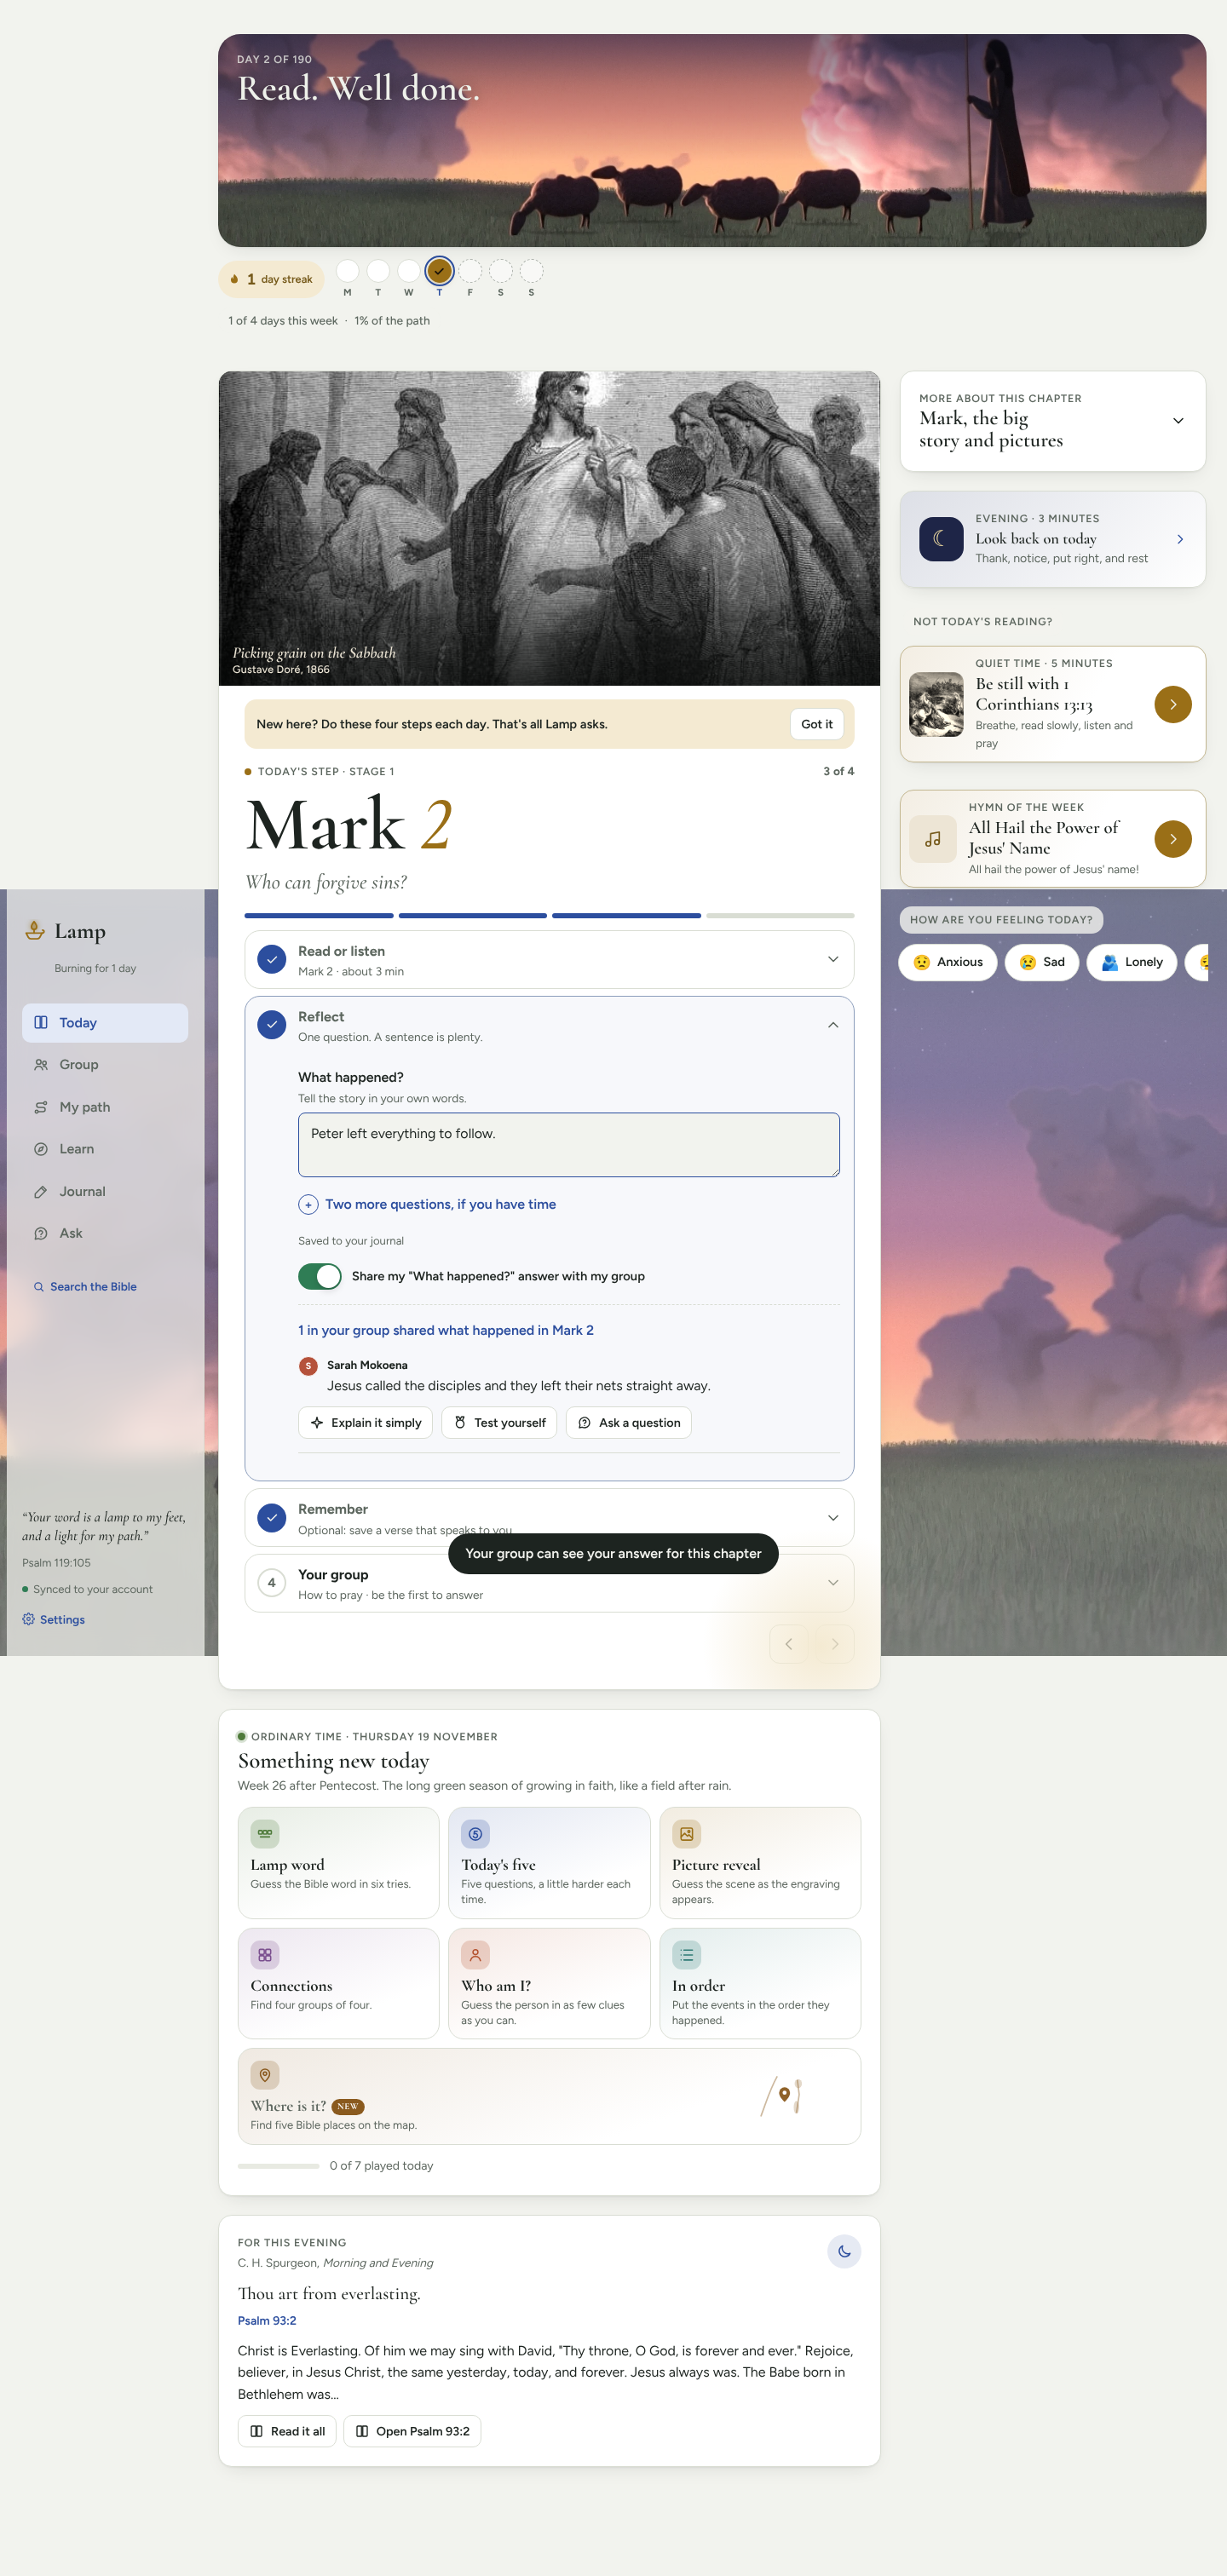 DAY 2 OF 190
Read. Well done.
1 day streak
M T W T F S S
1 of 4 days this week · 1% of the path
Picking grain on the Sabbath
Gustave Doré, 1866
New here? Do these four steps each day. That's all Lamp asks.
Got it
TODAY'S STEP · STAGE 1
3 of 4
Mark 2
Who can forgive sins?
Read or listen
Mark 2 · about 3 min
Reflect
One question. A sentence is plenty.
What happened?
Tell the story in your own words.
Peter left everything to follow.
Two more questions, if you have time
Saved to your journal
Share my "What happened?" answer with my group
1 in your group shared what happened in Mark 2
S
Sarah Mokoena
Jesus called the disciples and they left their nets straight away.
Explain it simply
Test yourself
Ask a question
Remember
Optional: save a verse that speaks to you
Your group can see your answer for this chapter
4
Your group
How to pray · be the first to answer
MORE ABOUT THIS CHAPTER
Mark, the big
story and pictures
EVENING · 3 MINUTES
Look back on today
Thank, notice, put right, and rest
NOT TODAY'S READING?
QUIET TIME · 5 MINUTES
Be still with 1
Corinthians 13:13
Breathe, read slowly, listen and
pray
HYMN OF THE WEEK
All Hail the Power of
Jesus' Name
All hail the power of Jesus' name!
HOW ARE YOU FEELING TODAY?
Anxious
Sad
Lonely
Lamp
Burning for 1 day
Today
Group
My path
Learn
Journal
Ask
Search the Bible
“Your word is a lamp to my feet,
and a light for my path.”
Psalm 119:105
Synced to your account
Settings
ORDINARY TIME · THURSDAY 19 NOVEMBER
Something new today
Week 26 after Pentecost. The long green season of growing in faith, like a field after rain.
Lamp word
Guess the Bible word in six tries.
5
Today's five
Five questions, a little harder each
time.
Picture reveal
Guess the scene as the engraving
appears.
Connections
Find four groups of four.
Who am I?
Guess the person in as few clues
as you can.
In order
Put the events in the order they
happened.
Where is it? NEW
Find five Bible places on the map.
0 of 7 played today
FOR THIS EVENING
C. H. Spurgeon, Morning and Evening
Thou art from everlasting.
Psalm 93:2
Christ is Everlasting. Of him we may sing with David, "Thy throne, O God, is forever and ever." Rejoice,
believer, in Jesus Christ, the same yesterday, today, and forever. Jesus always was. The Babe born in
Bethlehem was...
Read it all
Open Psalm 93:2